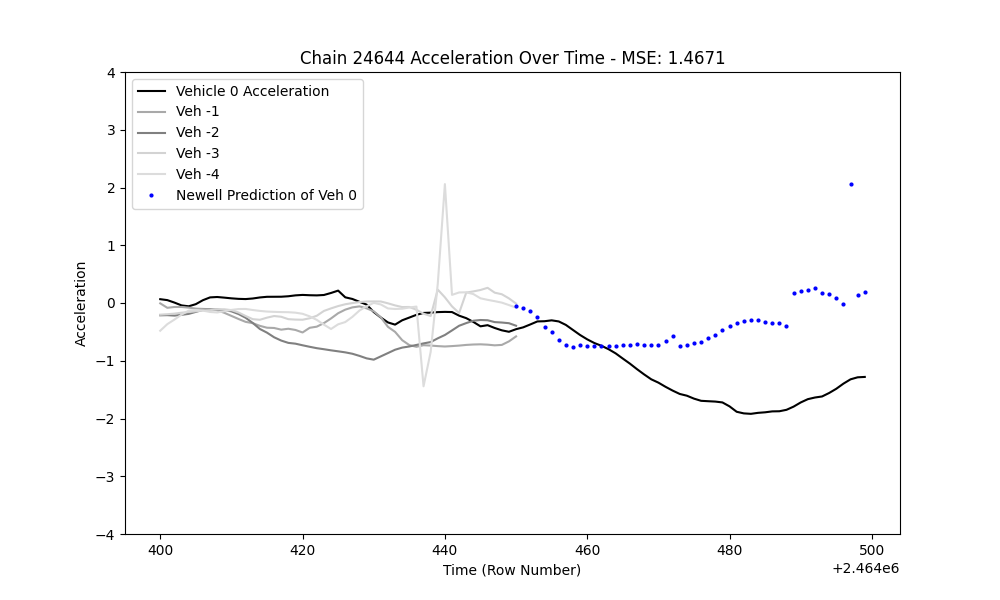 Chain 24644 Acceleration Over Time - MSE: 1.4671
4
3
2
1
0
−1
−2
−3
−4
Acceleration
Vehicle 0 Acceleration
Veh -1
Veh -2
Veh -3
Veh -4
Newell Prediction of Veh 0
400 420 440 460 480 500
Time (Row Number)
+2.464e6